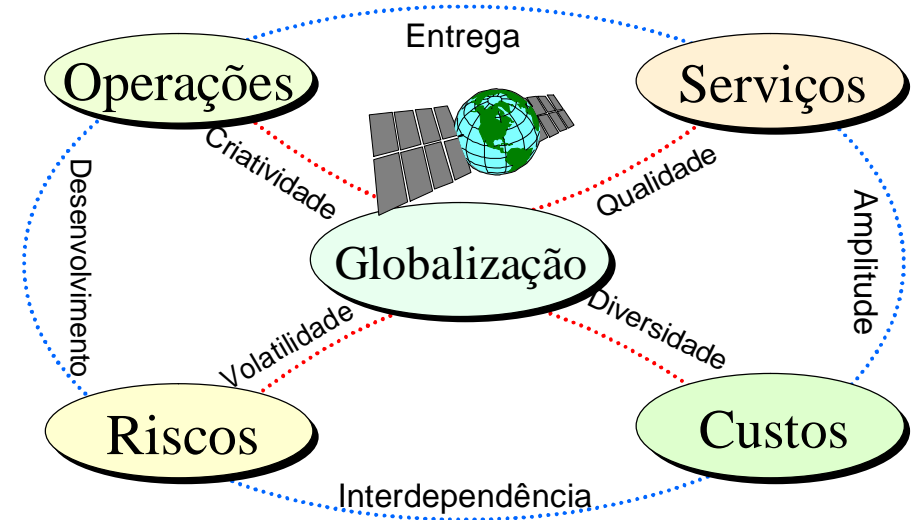 Entrega
Operações
Serviços
Criatividade
Qualidade
Desenvolvimento
Amplitude
Globalização
Volatilidade
Diversidade
Riscos
Custos
Interdependência